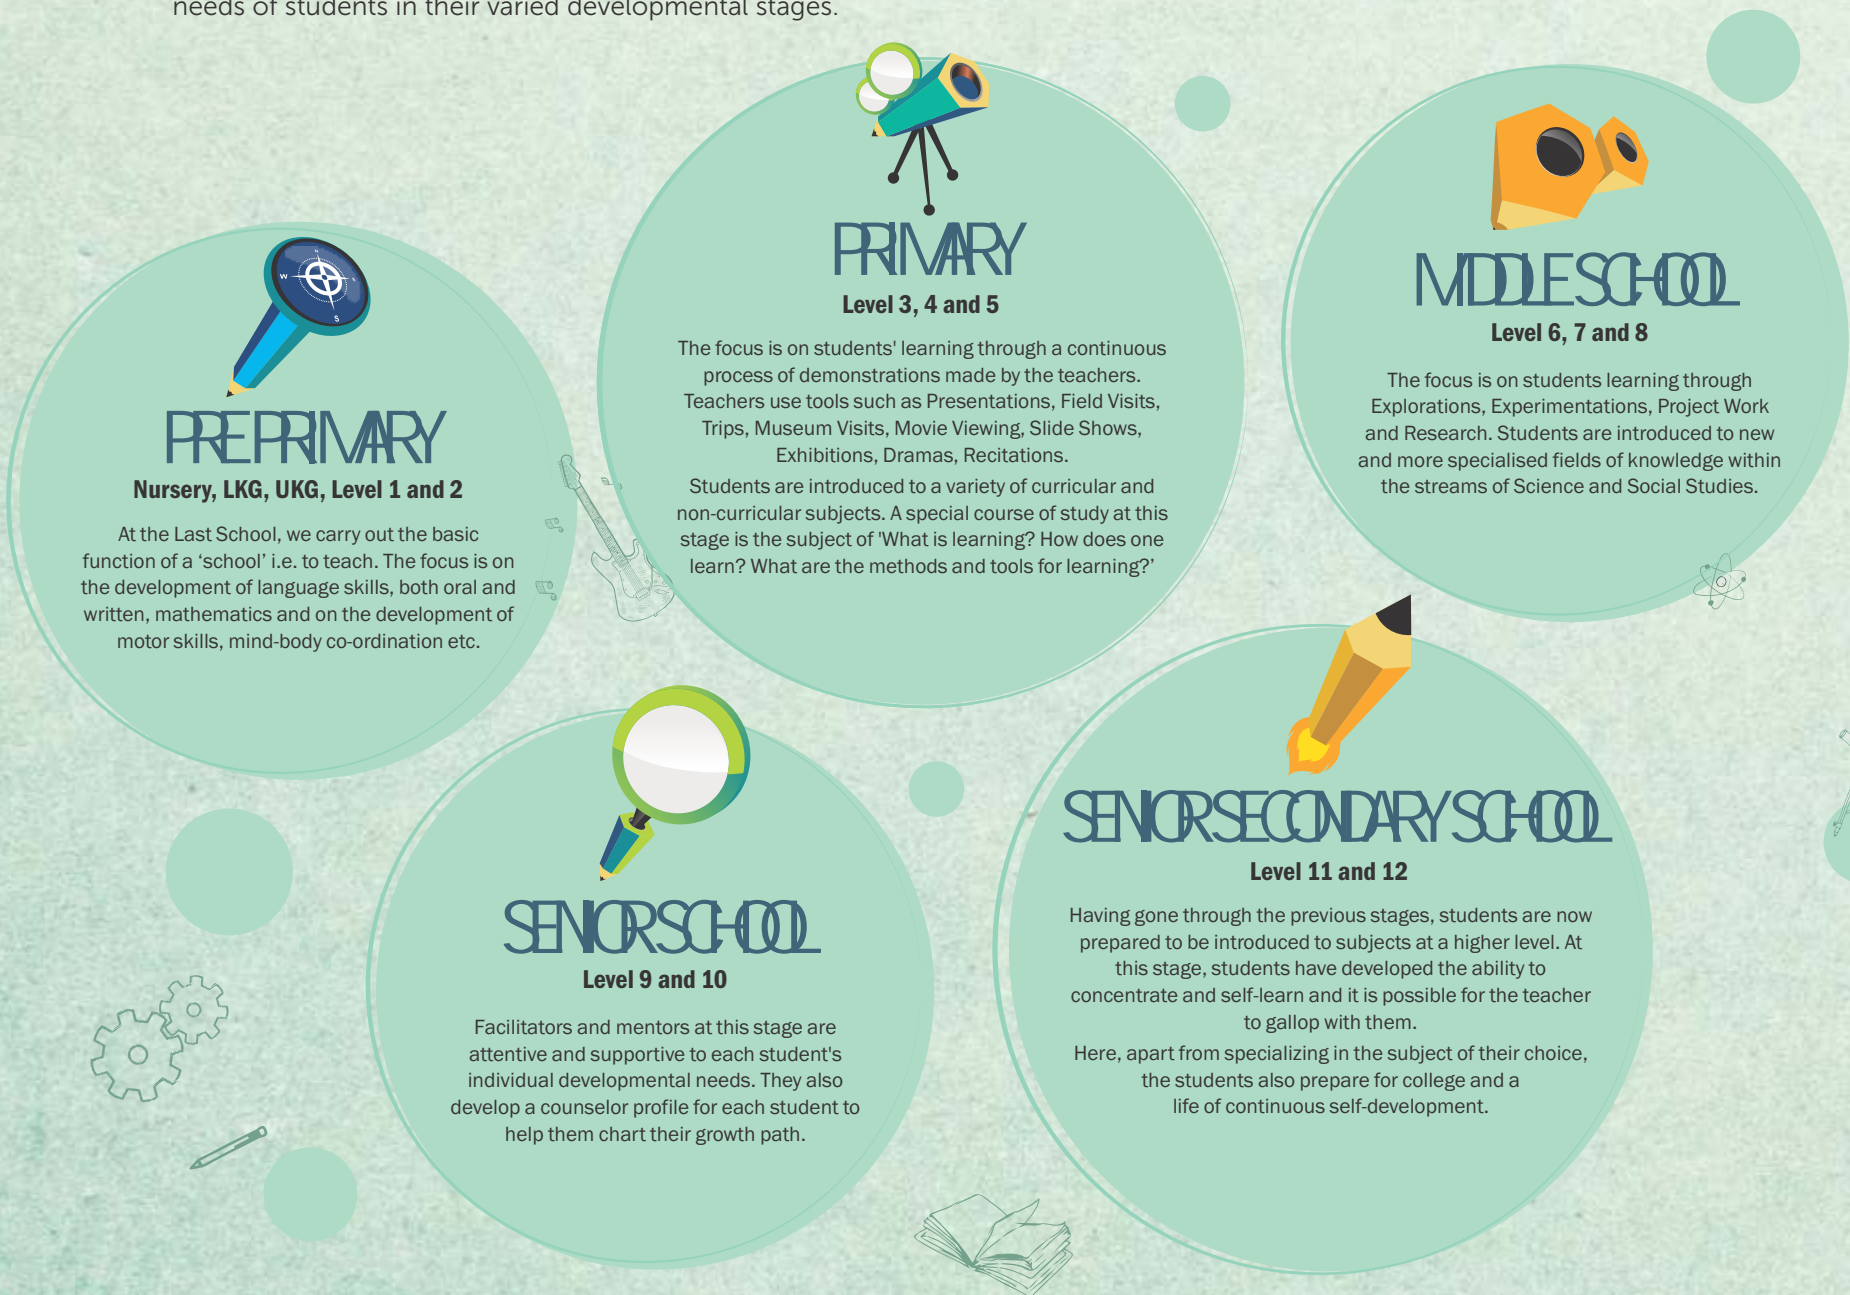 needs of students in their varied developmental stages.
PRE PRIMARY
Nursery, LKG, UKG, Level 1 and 2
At the Last School, we carry out the basic
function of a ‘school’ i.e. to teach. The focus is on
the development of language skills, both oral and
written, mathematics and on the development of
motor skills, mind-body co-ordination etc.
PRIMARY
Level 3, 4 and 5
The focus is on students' learning through a continuous
process of demonstrations made by the teachers.
Teachers use tools such as Presentations, Field Visits,
Trips, Museum Visits, Movie Viewing, Slide Shows,
Exhibitions, Dramas, Recitations.
Students are introduced to a variety of curricular and
non-curricular subjects. A special course of study at this
stage is the subject of 'What is learning? How does one
learn? What are the methods and tools for learning?’
MIDDLE SCHOOL
Level 6, 7 and 8
The focus is on students learning through
Explorations, Experimentations, Project Work
and Research. Students are introduced to new
and more specialised fields of knowledge within
the streams of Science and Social Studies.
SENIOR SCHOOL
Level 9 and 10
Facilitators and mentors at this stage are
attentive and supportive to each student's
individual developmental needs. They also
develop a counselor profile for each student to
help them chart their growth path.
SENIOR SECONDARY SCHOOL
Level 11 and 12
Having gone through the previous stages, students are now
prepared to be introduced to subjects at a higher level. At
this stage, students have developed the ability to
concentrate and self-learn and it is possible for the teacher
to gallop with them.
Here, apart from specializing in the subject of their choice,
the students also prepare for college and a
life of continuous self-development.
W
S